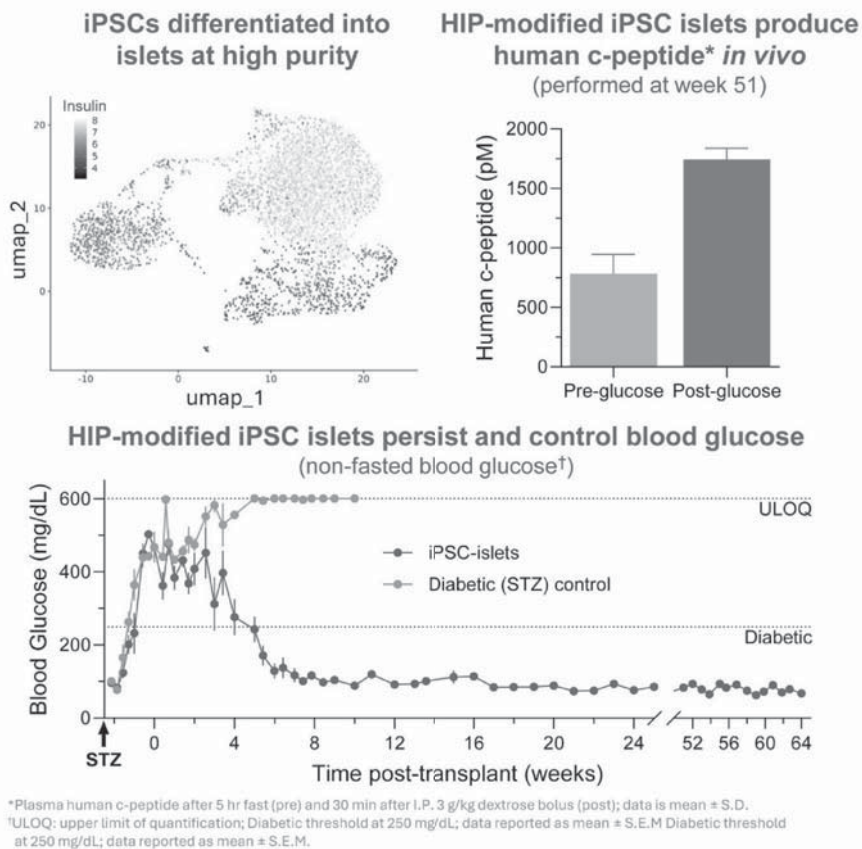 iPSCs differentiated into
islets at high purity
HIP-modified iPSC islets produce
human c-peptide* in vivo
(performed at week 51)
Insulin
8
7
6
5
4
20
10
0
umap_2
-10
0
10
20
umap_1
2000
1500
1000
500
0
Human c-peptide (pM)
Pre-glucose
Post-glucose
HIP-modified iPSC islets persist and control blood glucose
(non-fasted blood glucose†)
600
400
200
0
Blood Glucose (mg/dL)
ULOQ
iPSC-islets
Diabetic (STZ) control
Diabetic
STZ
0 4 8 12 16 20 24 52 56 60 64
Time post-transplant (weeks)
*Plasma human c-peptide after 5 hr fast (pre) and 30 min after I.P. 3 g/kg dextrose bolus (post); data is mean ± S.D.
†ULOQ: upper limit of quantification; Diabetic threshold at 250 mg/dL; data reported as mean ± S.E.M Diabetic threshold
at 250 mg/dL; data reported as mean ± S.E.M.